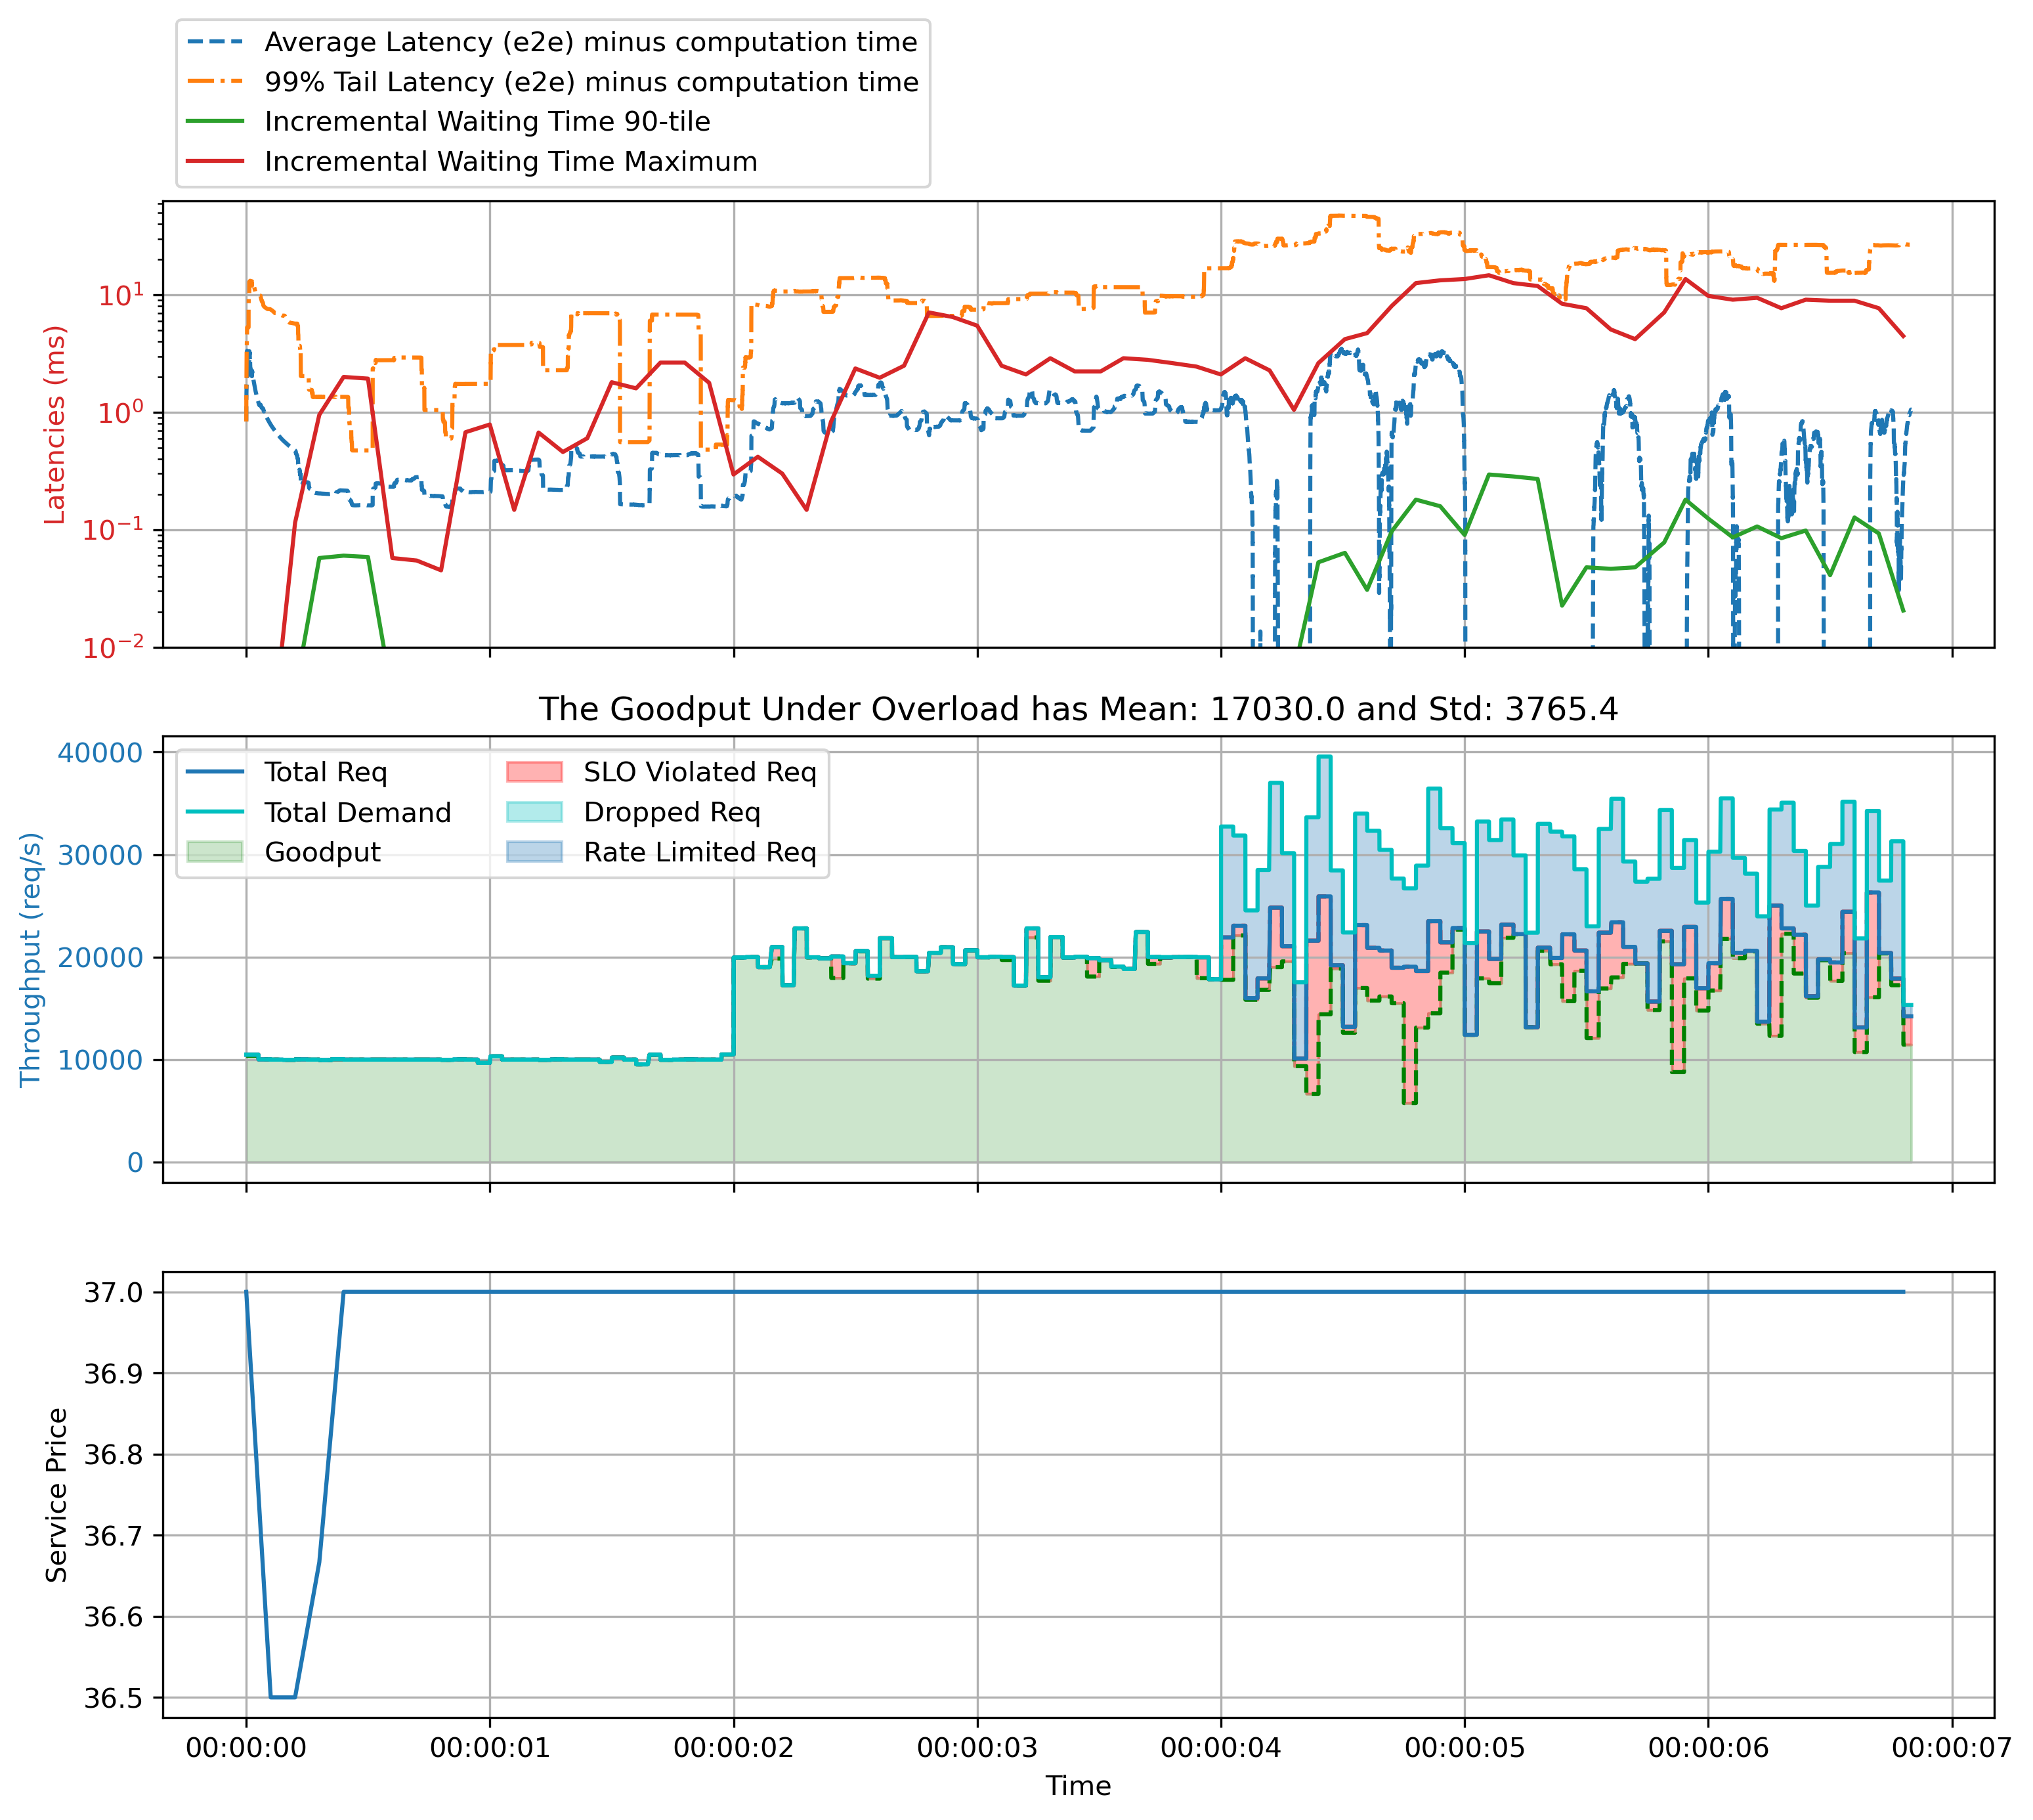 Average Latency (e2e) minus computation time
99% Tail Latency (e2e) minus computation time
Incremental Waiting Time 90-tile
Incremental Waiting Time Maximum
Latencies (ms)
10¹
10⁰
10⁻¹
10⁻²
The Goodput Under Overload has Mean: 17030.0 and Std: 3765.4
Throughput (req/s)
40000
30000
20000
10000
0
Total Req
Total Demand
Goodput
SLO Violated Req
Dropped Req
Rate Limited Req
Service Price
37.0
36.9
36.8
36.7
36.6
36.5
00:00:00 00:00:01 00:00:02 00:00:03 00:00:04 00:00:05 00:00:06 00:00:07
Time